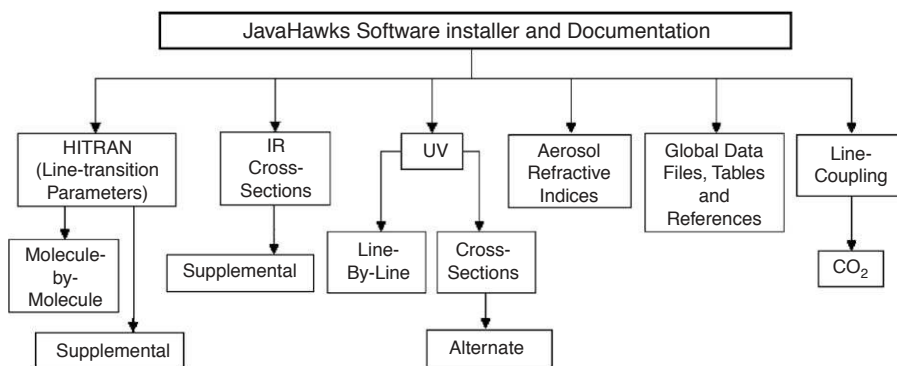 JavaHawks Software installer and Documentation
HITRAN
(Line-transition
Parameters)
IR
Cross-
Sections
UV
Aerosol
Refractive
Indices
Global Data
Files, Tables
and
References
Line-
Coupling
Molecule-
by-
Molecule
Supplemental
Supplemental
Line-
By-Line
Cross-
Sections
Alternate
CO₂